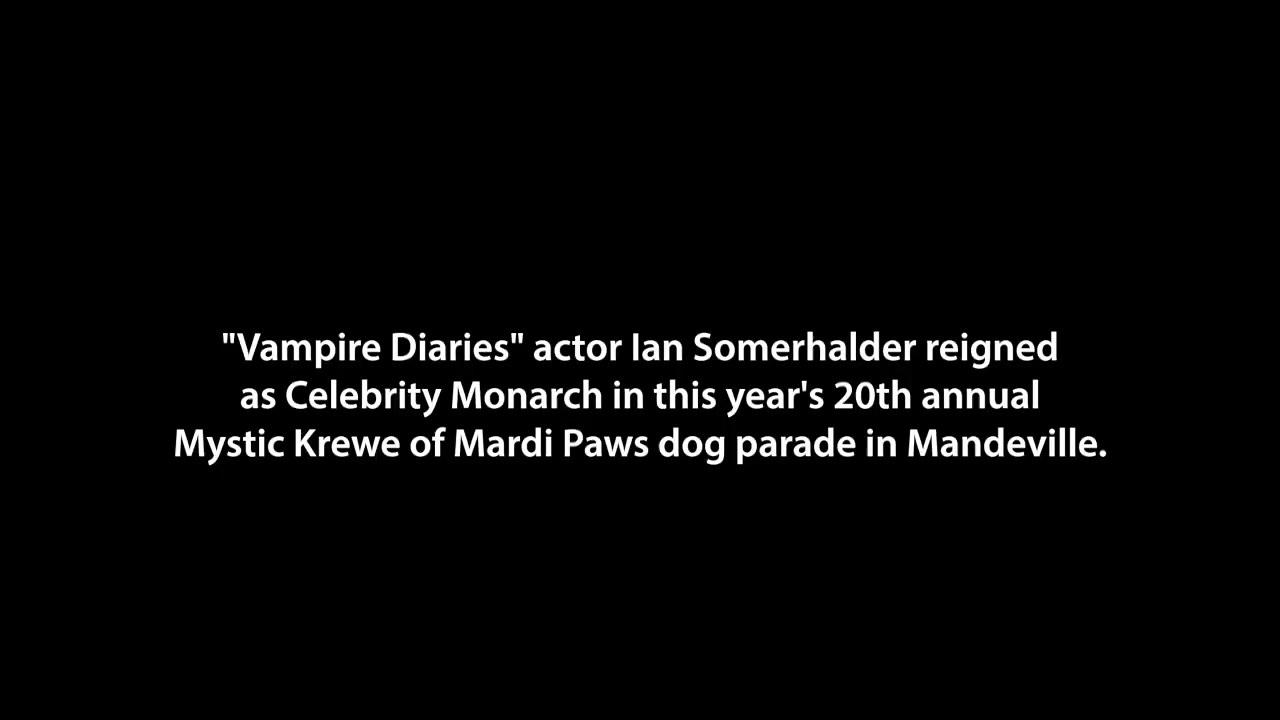 "Vampire Diaries" actor Ian Somerhalder reigned
as Celebrity Monarch in this year's 20th annual
Mystic Krewe of Mardi Paws dog parade in Mandeville.